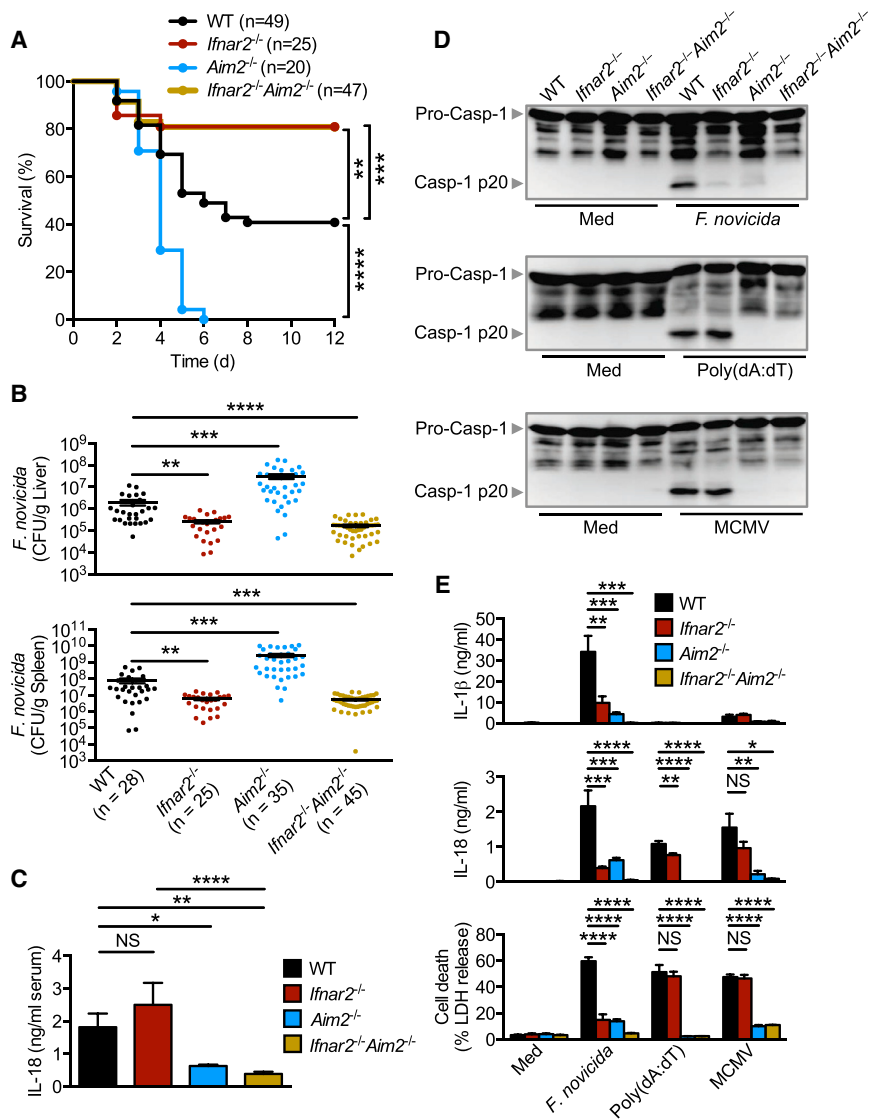 A
WT (n=49)
Ifnar2-/- (n=25)
Aim2-/- (n=20)
Ifnar2-/-Aim2-/- (n=47)
Survival (%)
100
80
60
40
20
0
**
***
****
0 2 4 6 8 10 12
Time (d)
B
****
***
**
F. novicida
(CFU/g Liver)
10^9
10^8
10^7
10^6
10^5
10^4
10^3
***
***
**
F. novicida
(CFU/g Spleen)
10^11
10^10
10^9
10^8
10^7
10^6
10^5
10^4
10^3
WT
(n = 28)
Ifnar2-/-
(n = 25)
Aim2-/-
(n = 35)
Ifnar2-/-Aim2-/-
(n = 45)
C
****
**
*
NS
IL-18 (ng/ml serum)
4
3
2
1
0
WT
Ifnar2-/-
Aim2-/-
Ifnar2-/-Aim2-/-
D
WT Ifnar2-/- Aim2-/- Ifnar2-/-Aim2-/- WT Ifnar2-/- Aim2-/- Ifnar2-/-Aim2-/-
Pro-Casp-1
Casp-1 p20
Med F. novicida
Pro-Casp-1
Casp-1 p20
Med Poly(dA:dT)
Pro-Casp-1
Casp-1 p20
Med MCMV
E
WT
Ifnar2-/-
Aim2-/-
Ifnar2-/-Aim2-/-
IL-1β (ng/ml)
50
40
30
20
10
0
***
***
**
IL-18 (ng/ml)
3
2
1
0
**** **** *
*** **** **
*** ** NS
Cell death
(% LDH release)
80
60
40
20
0
**** **** ****
**** **** ****
**** NS NS
Med F. novicida Poly(dA:dT) MCMV